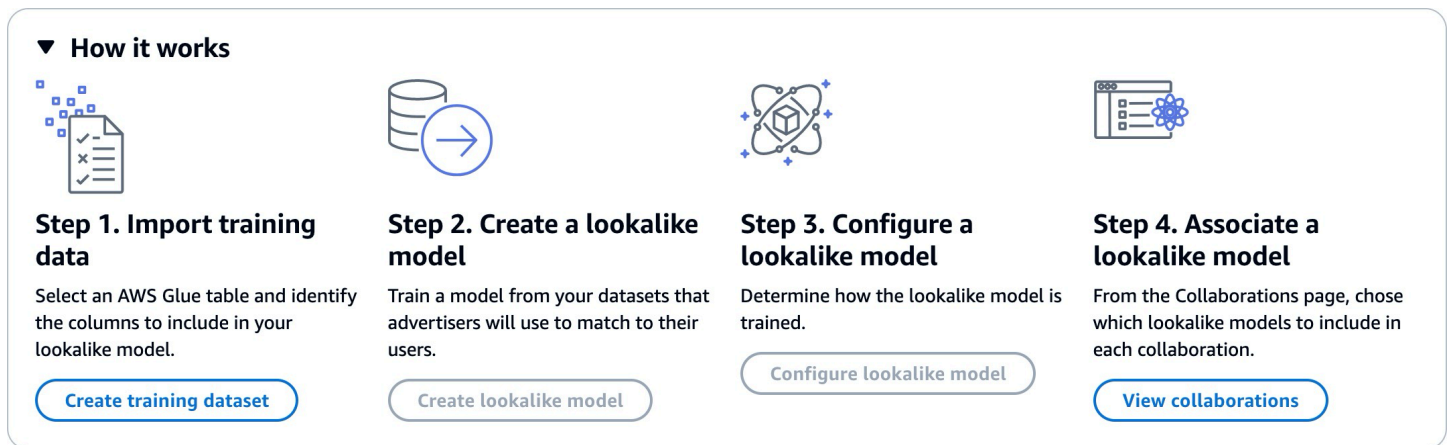 How it works
Step 1. Import training
data
Select an AWS Glue table and identify
the columns to include in your
lookalike model.
Create training dataset
Step 2. Create a lookalike
model
Train a model from your datasets that
advertisers will use to match to their
users.
Create lookalike model
Step 3. Configure a
lookalike model
Determine how the lookalike model is
trained.
Configure lookalike model
Step 4. Associate a
lookalike model
From the Collaborations page, chose
which lookalike models to include in
each collaboration.
View collaborations